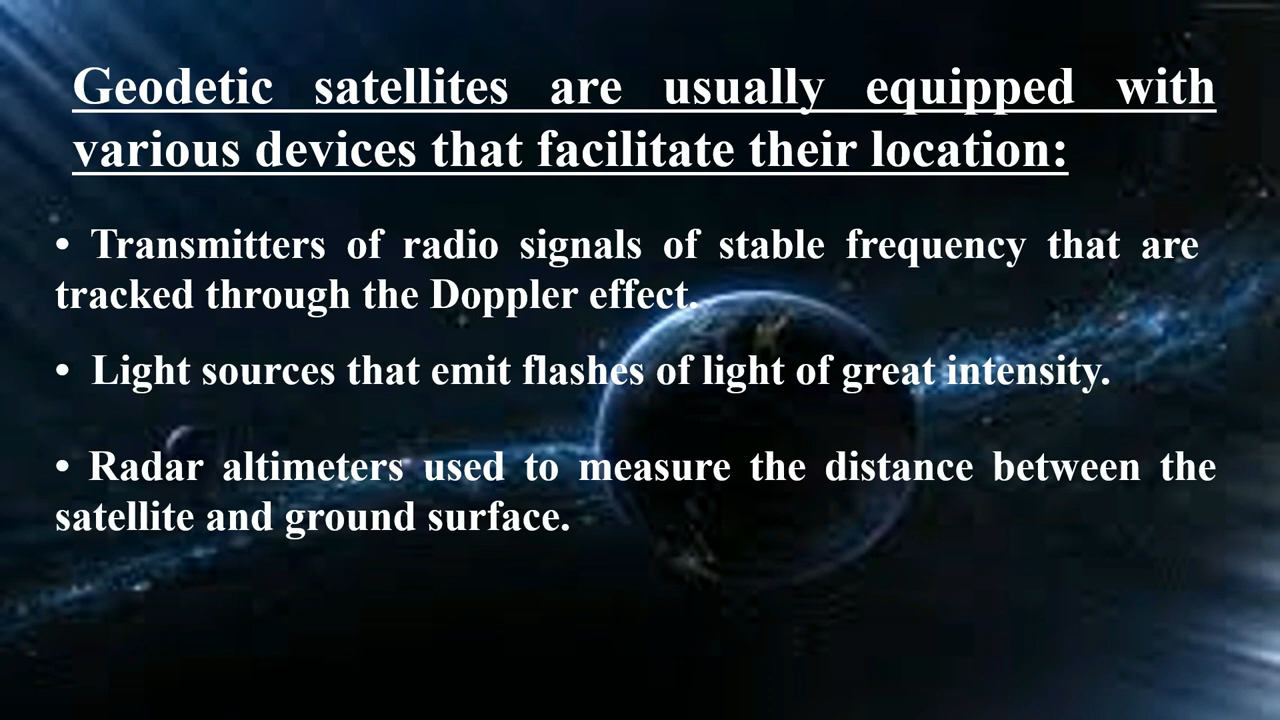 Geodetic satellites are usually equipped with
various devices that facilitate their location:
• Transmitters of radio signals of stable frequency that are
tracked through the Doppler effect.
• Light sources that emit flashes of light of great intensity.
• Radar altimeters used to measure the distance between the
satellite and ground surface.